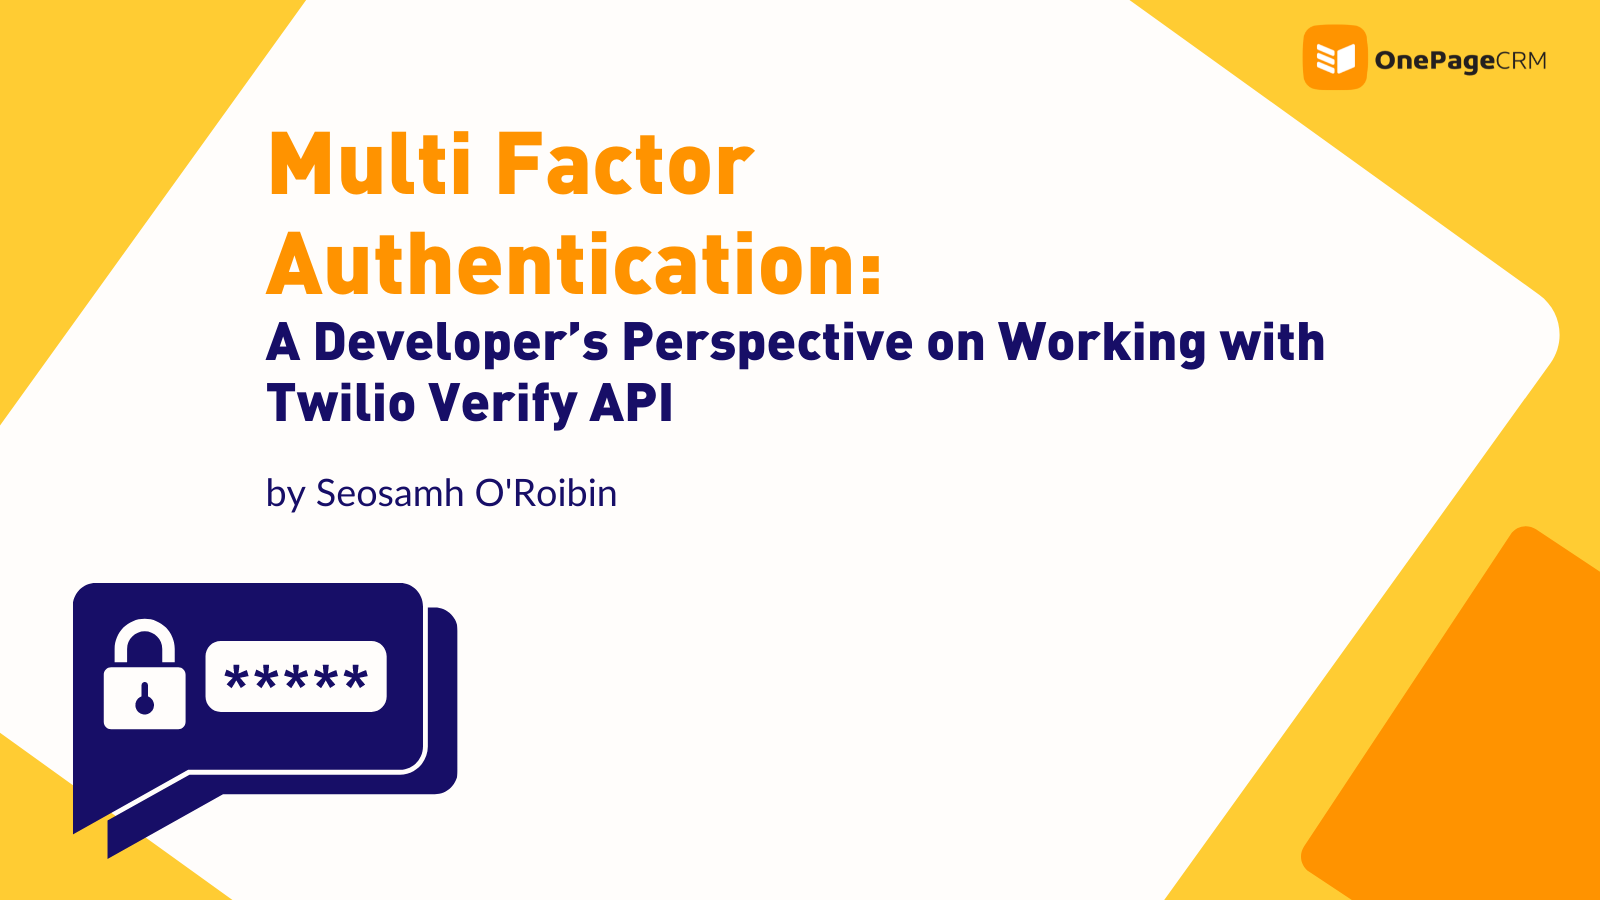 OnePageCRM
Multi Factor
Authentication:
A Developer’s Perspective on Working with
Twilio Verify API
by Seosamh O'Roibin
*****